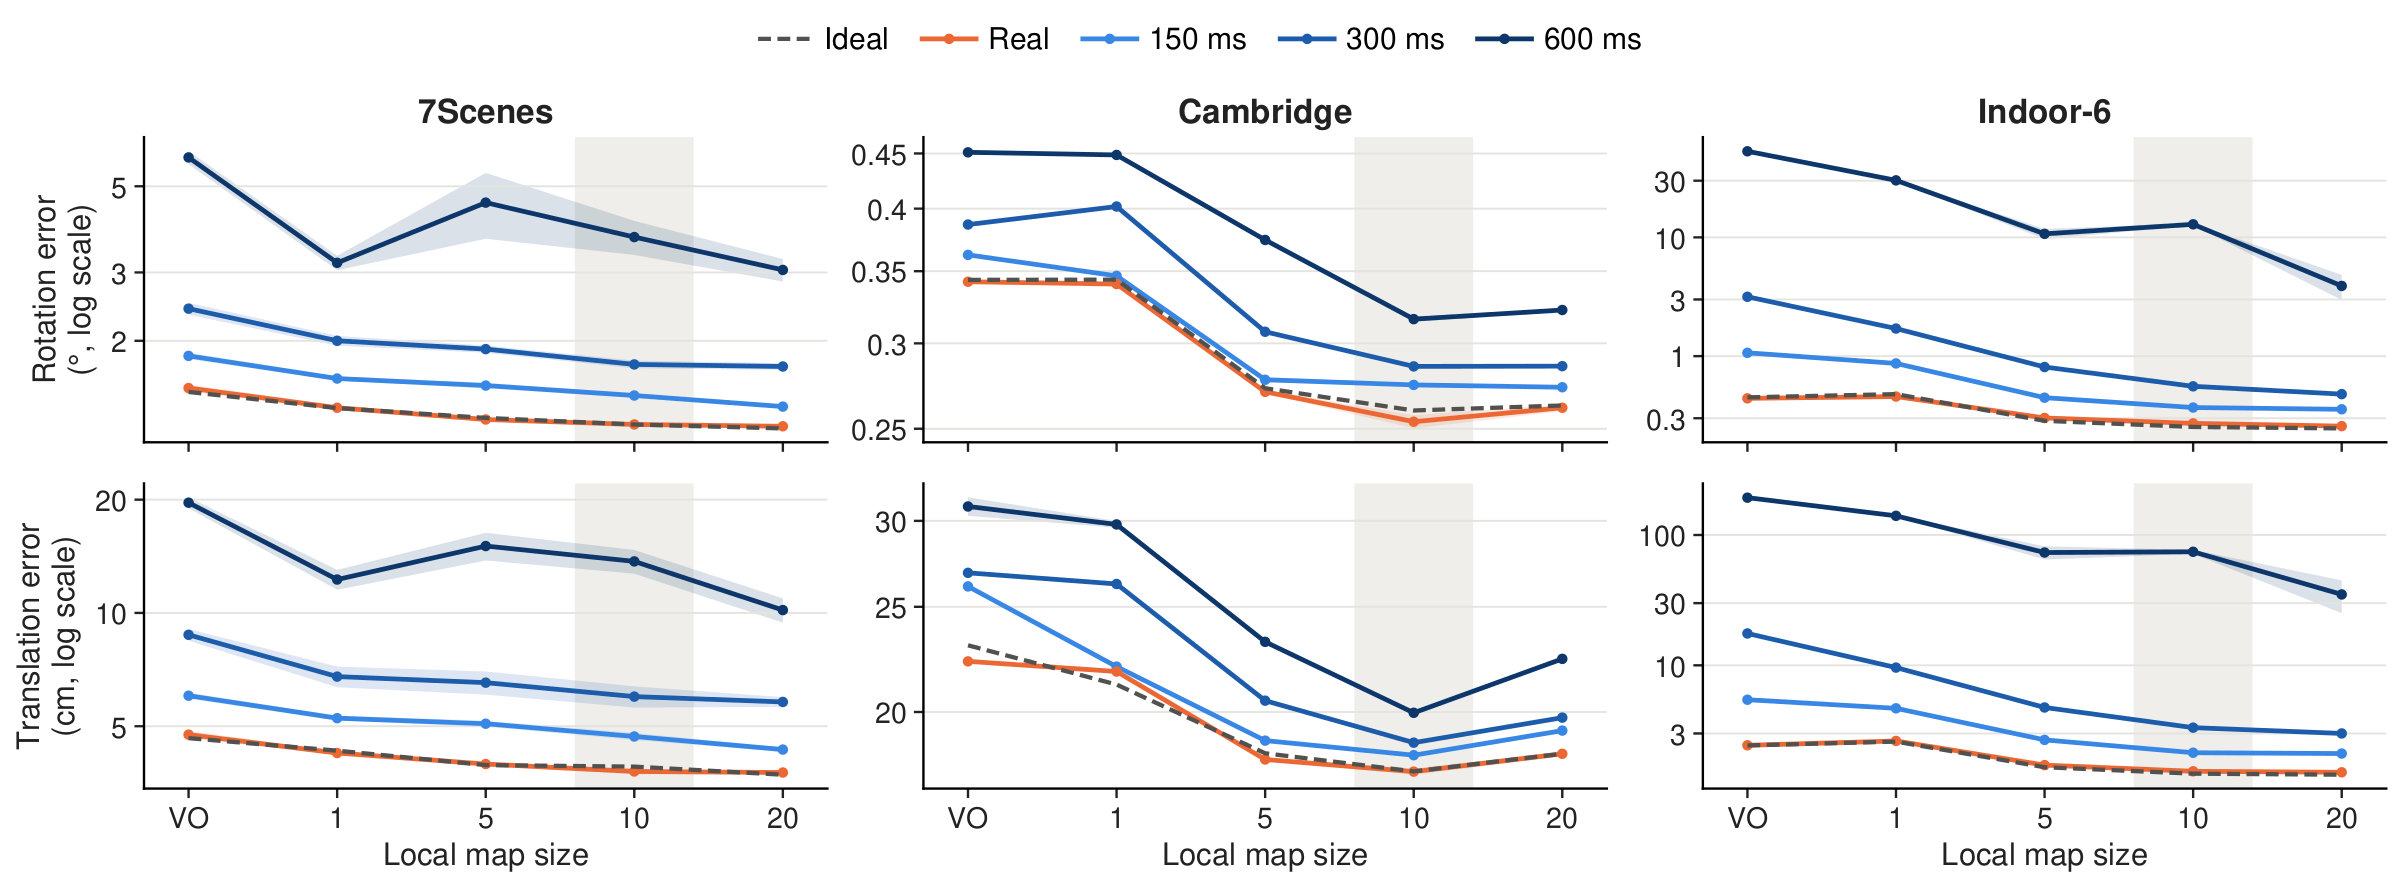 Ideal Real 150 ms 300 ms 600 ms
7Scenes Cambridge Indoor-6
Rotation error
(°, log scale)
5
3
2
0.45
0.4
0.35
0.3
0.25
30
10
3
1
0.3
Translation error
(cm, log scale)
20
10
5
30
25
20
100
30
10
3
VO 1 5 10 20
VO 1 5 10 20
VO 1 5 10 20
Local map size
Local map size
Local map size